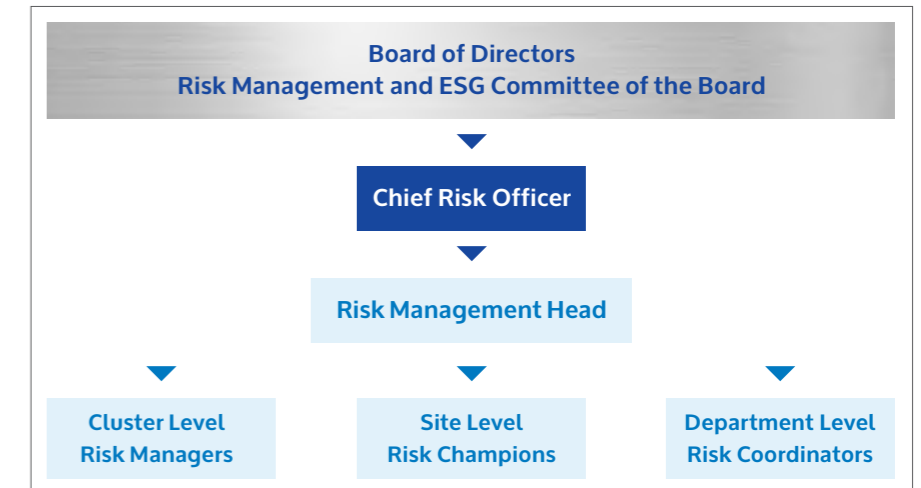 Board of Directors
Risk Management and ESG Committee of the Board
Chief Risk Officer
Risk Management Head
Cluster Level
Risk Managers
Site Level
Risk Champions
Department Level
Risk Coordinators